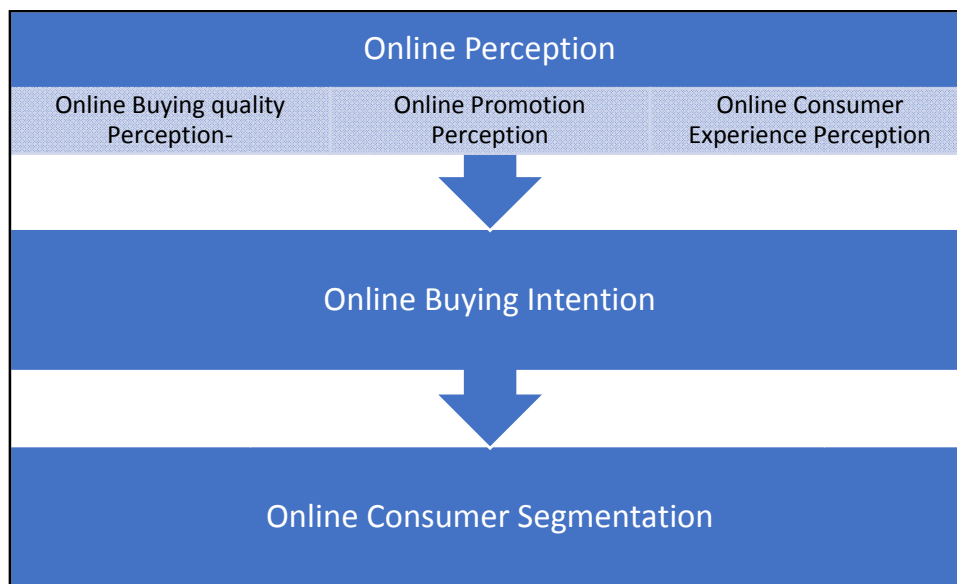 Online Perception
Online Buying quality
Perception-
Online Promotion
Perception
Online Consumer
Experience Perception
Online Buying Intention
Online Consumer Segmentation